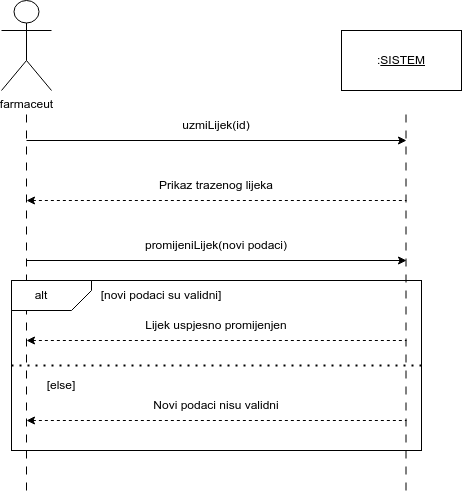 :SISTEM
farmaceut
uzmiLijek(id)
Prikaz trazenog lijeka
promijeniLijek(novi podaci)
alt
[novi podaci su validni]
Lijek uspjesno promijenjen
[else]
Novi podaci nisu validni